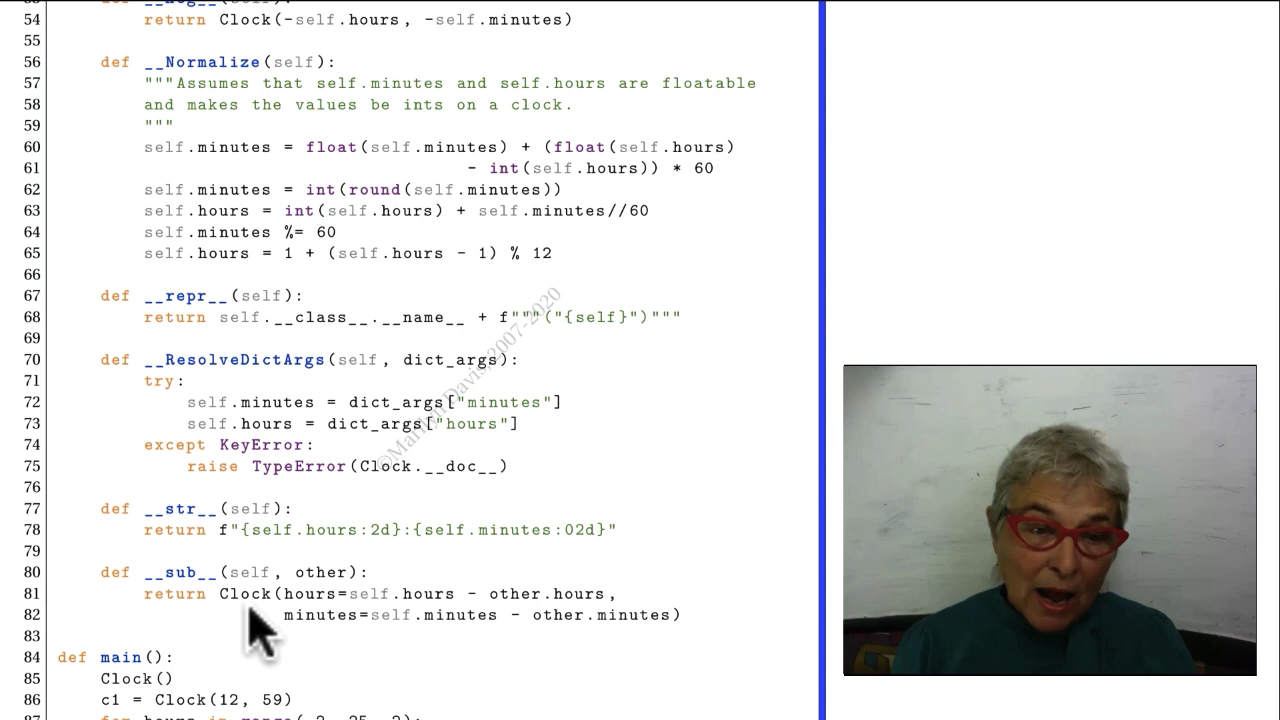 54 return Clock(-self.hours, -self.minutes)
55
56 def __Normalize(self):
57 """Assumes that self.minutes and self.hours are floatable
58 and makes the values be ints on a clock.
59 """
60 self.minutes = float(self.minutes) + (float(self.hours)
61 - int(self.hours)) * 60
62 self.minutes = int(round(self.minutes))
63 self.hours = int(self.hours) + self.minutes//60
64 self.minutes %= 60
65 self.hours = 1 + (self.hours - 1) % 12
66
67 def __repr__(self):
68 return self.__class__.__name__ + f"""("{self}")"""
69
70 def __ResolveDictArgs(self, dict_args):
71 try:
72 self.minutes = dict_args["minutes"]
73 self.hours = dict_args["hours"]
74 except KeyError:
75 raise TypeError(Clock.__doc__)
76
77 def __str__(self):
78 return f"{self.hours:2d}:{self.minutes:02d}"
79
80 def __sub__(self, other):
81 return Clock(hours=self.hours - other.hours,
82 minutes=self.minutes - other.minutes)
83
84 def main():
85 Clock()
86 c1 = Clock(12, 59)
©Marilyn Davis, 2007-2020